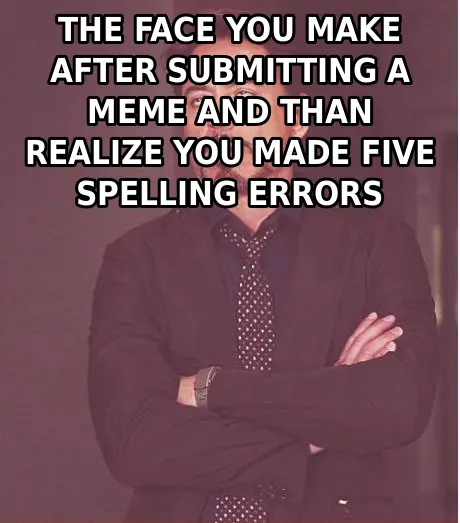 THE FACE YOU MAKE
AFTER SUBMITTING A
MEME AND THAN
REALIZE YOU MADE FIVE
SPELLING ERRORS